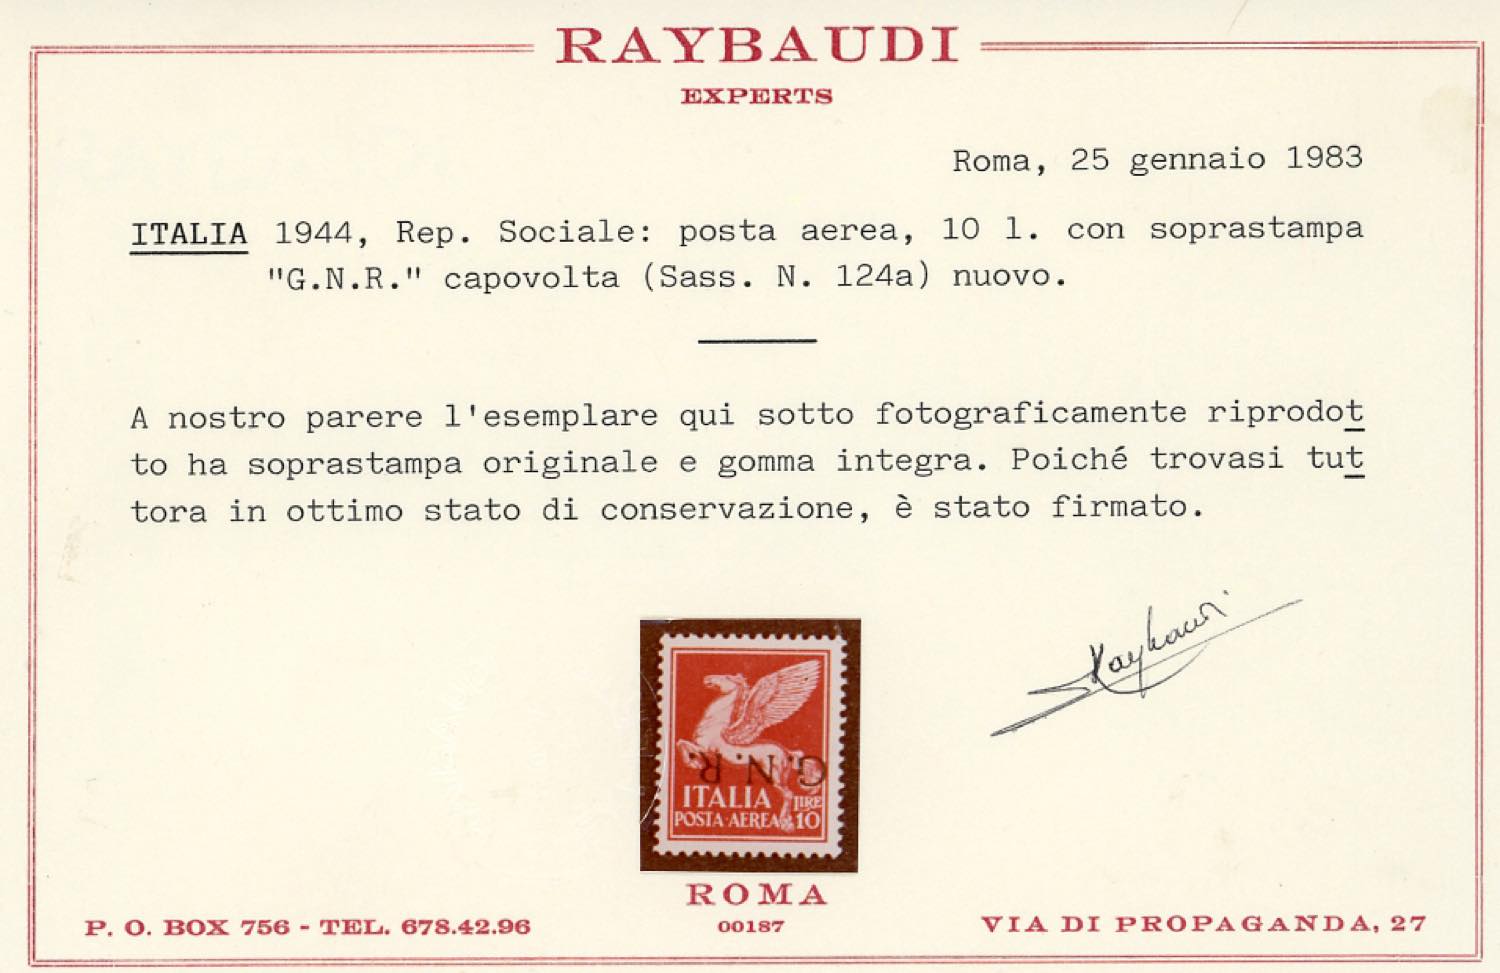 RAYBAUDI
EXPERTS
Roma, 25 gennaio 1983
ITALIA 1944, Rep. Sociale: posta aerea, 10 l. con soprastampa
"G.N.R." capovolta (Sass. N. 124a) nuovo.
A nostro parere l'esemplare qui sotto fotograficamente riprodot
to ha soprastampa originale e gomma integra. Poiché trovasi tut
tora in ottimo stato di conservazione, è stato firmato.
Raybaudi
G.N.R.
ITALIA LIRE
POSTA·AEREA 10
ROMA
P. O. BOX 756 - TEL. 678.42.96 00187 VIA DI PROPAGANDA, 27